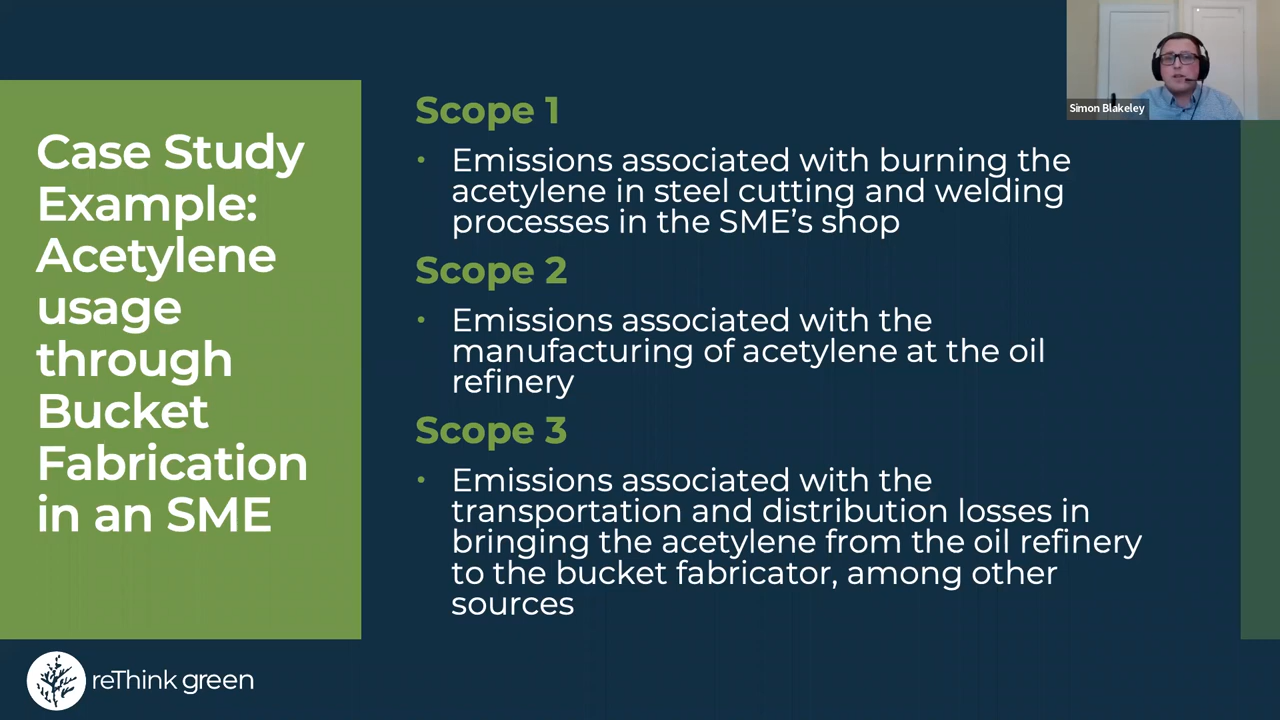 Case Study
Example:
Acetylene
usage
through
Bucket
Fabrication
in an SME
Scope 1
• Emissions associated with burning the
acetylene in steel cutting and welding
processes in the SME’s shop
Scope 2
• Emissions associated with the
manufacturing of acetylene at the oil
refinery
Scope 3
• Emissions associated with the
transportation and distribution losses in
bringing the acetylene from the oil refinery
to the bucket fabricator, among other
sources
Simon Blakeley
reThink green